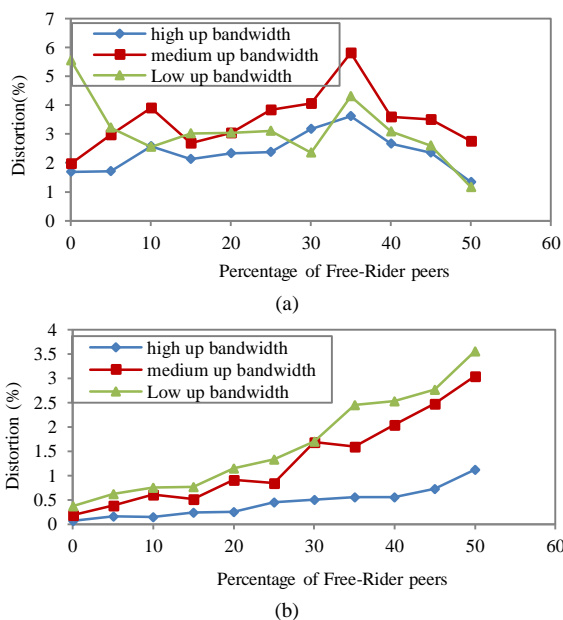 7
6
5
4
3
2
1
0
Distortion(%)
high up bandwidth
medium up bandwidth
Low up bandwidth
0 10 20 30 40 50 60
Percentage of Free-Rider peers
(a)
4
3.5
3
2.5
2
1.5
1
0.5
0
Distortion (%)
high up bandwidth
medium up bandwidth
Low up bandwidth
0 10 20 30 40 50 60
Percentage of Free-Rider peers
(b)